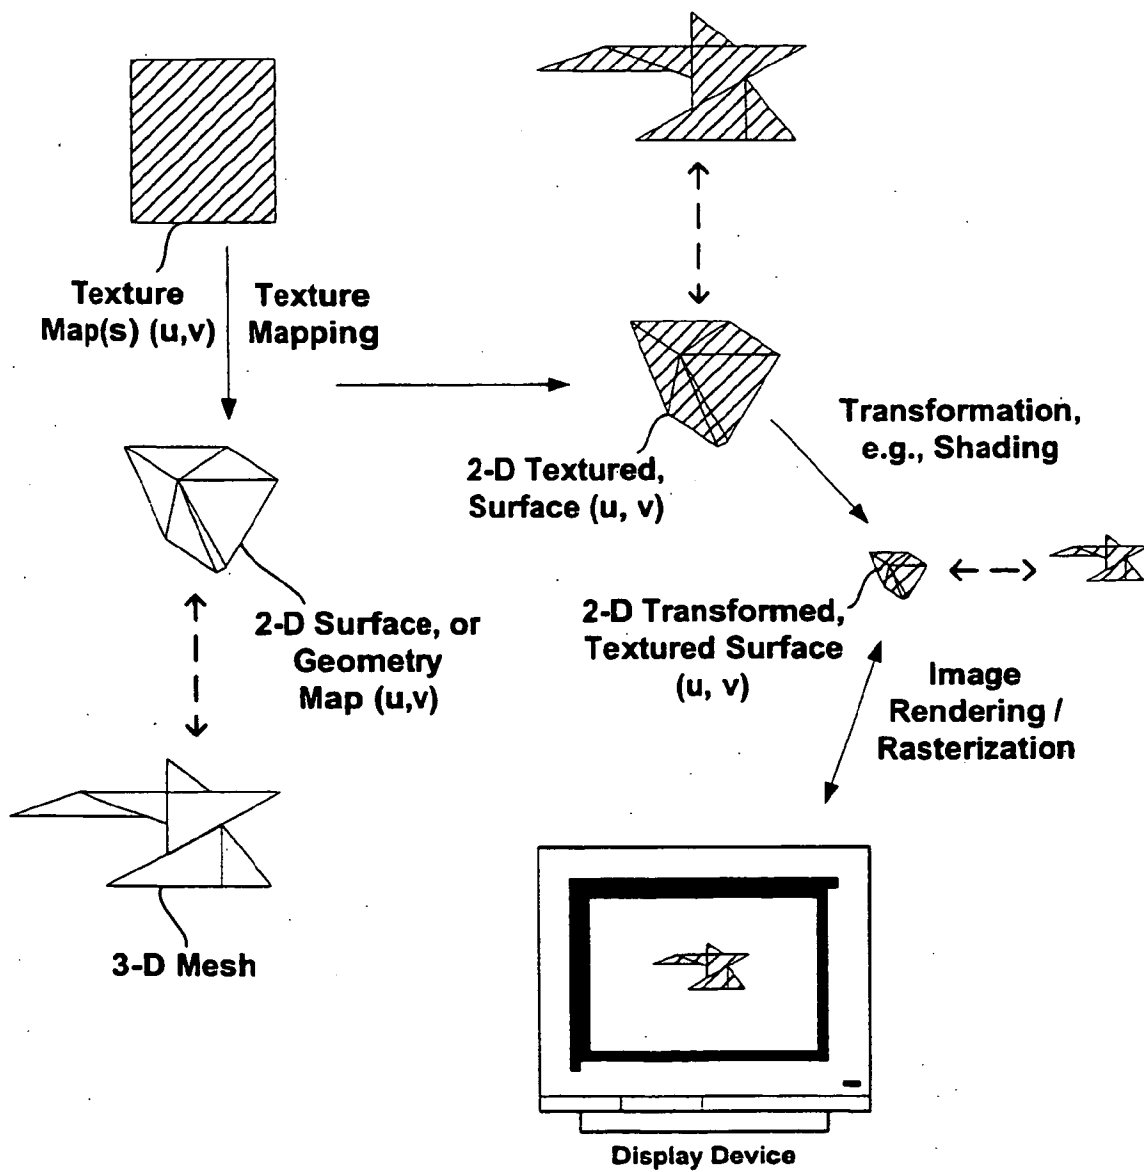 Texture
Map(s) (u,v)
Texture
Mapping
2-D Textured,
Surface (u, v)
Transformation,
e.g., Shading
2-D Surface, or
Geometry
Map (u,v)
2-D Transformed,
Textured Surface
(u, v)
Image
Rendering /
Rasterization
3-D Mesh
Display Device